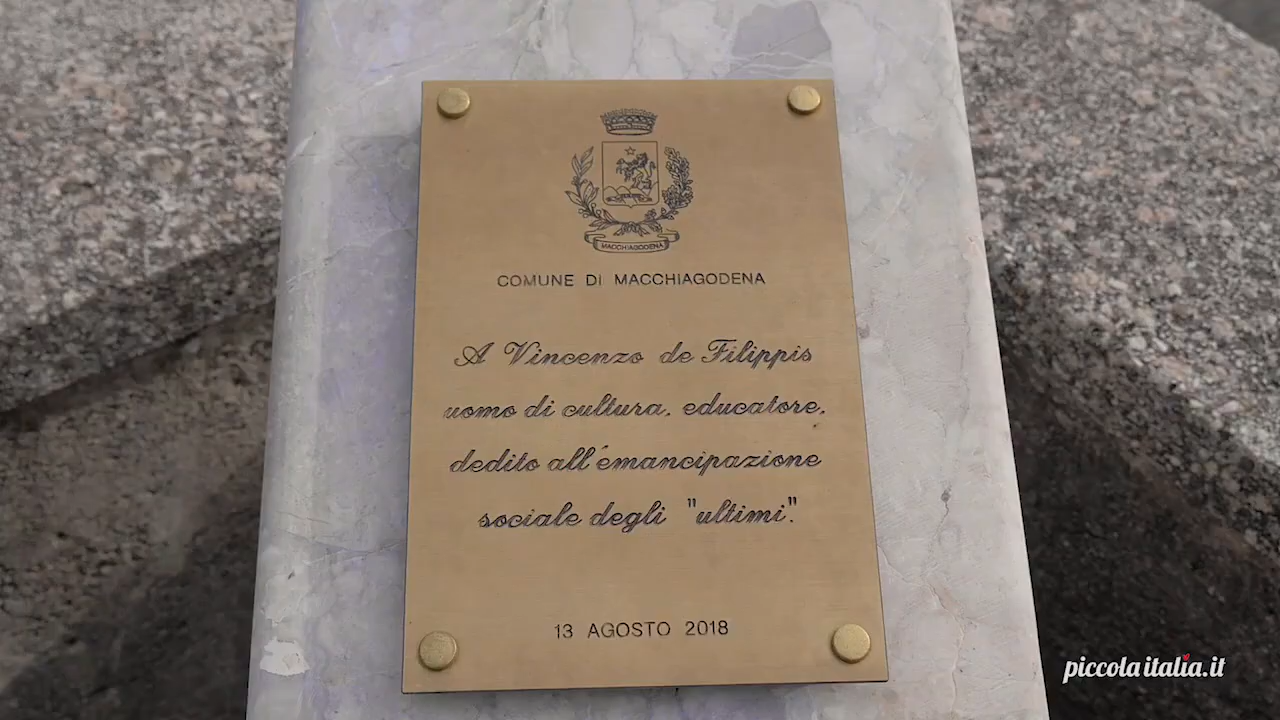 MACCHIAGODENA
COMUNE DI MACCHIAGODENA
A Vincenzo de Filippis
uomo di cultura, educatore,
dedito all'emancipazione
sociale degli "ultimi".
13 AGOSTO 2018
piccolaitalia.it